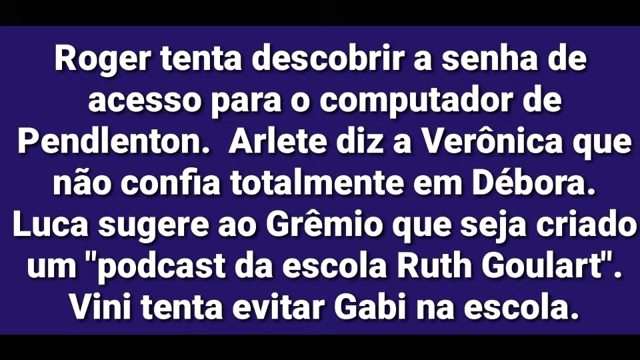 Roger tenta descobrir a senha de
acesso para o computador de
Pendlenton.  Arlete diz a Verônica que
não confia totalmente em Débora.
Luca sugere ao Grêmio que seja criado
um "podcast da escola Ruth Goulart".
Vini tenta evitar Gabi na escola.